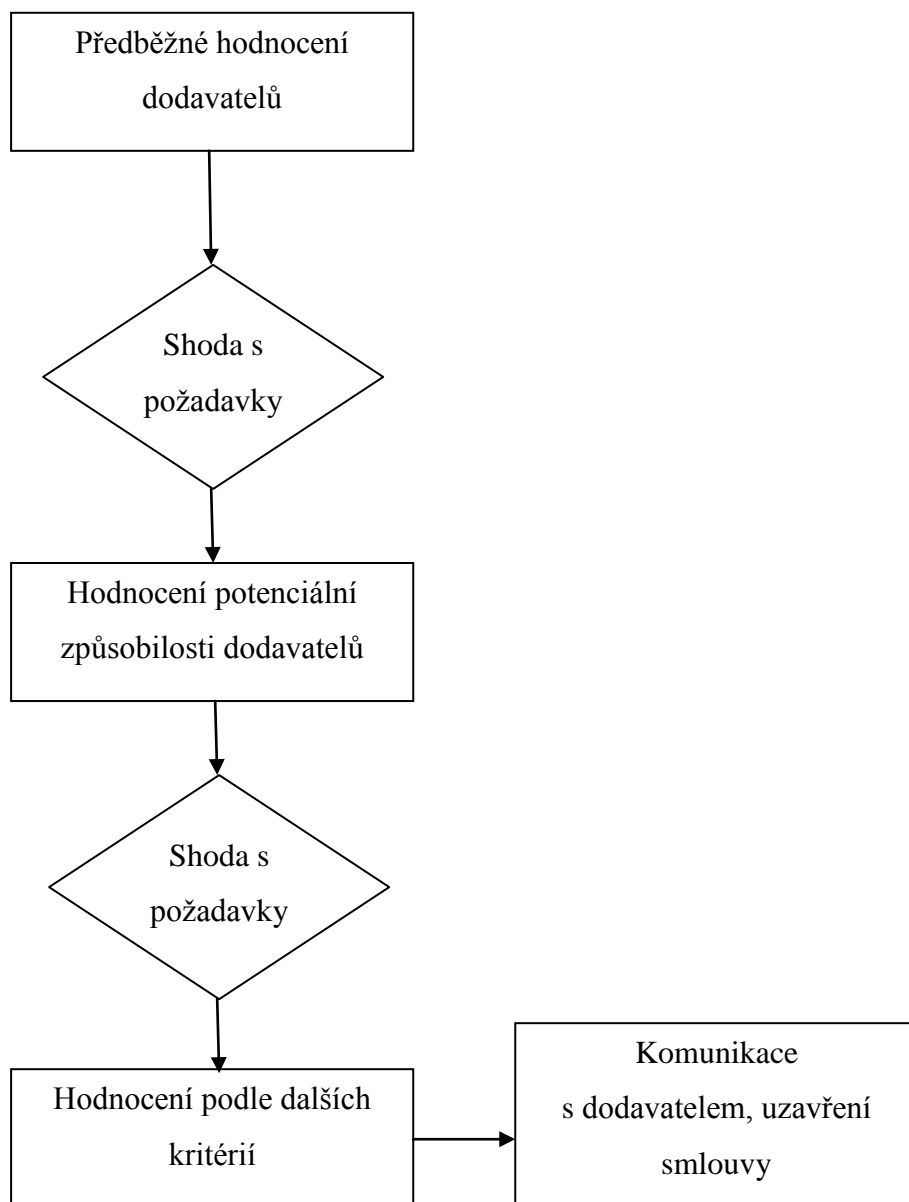 Předběžné hodnocení
dodavatelů
Shoda s
požadavky
Hodnocení potenciální
způsobilosti dodavatelů
Shoda s
požadavky
Hodnocení podle dalších
kritérií
Komunikace
s dodavatelem, uzavření
smlouvy